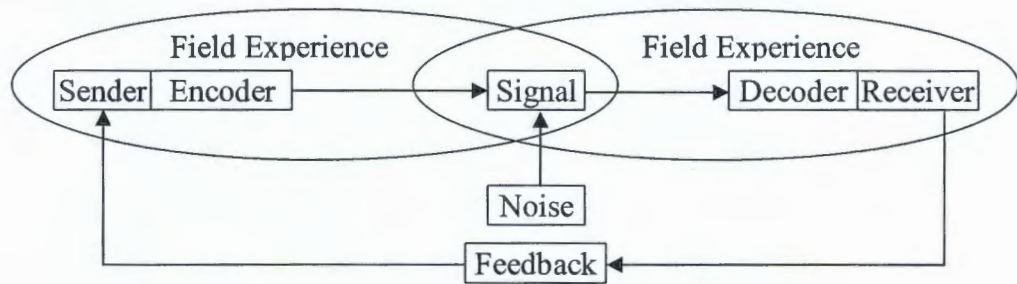 Field Experience
Field Experience
Sender Encoder
Signal
Decoder Receiver
Noise
Feedback